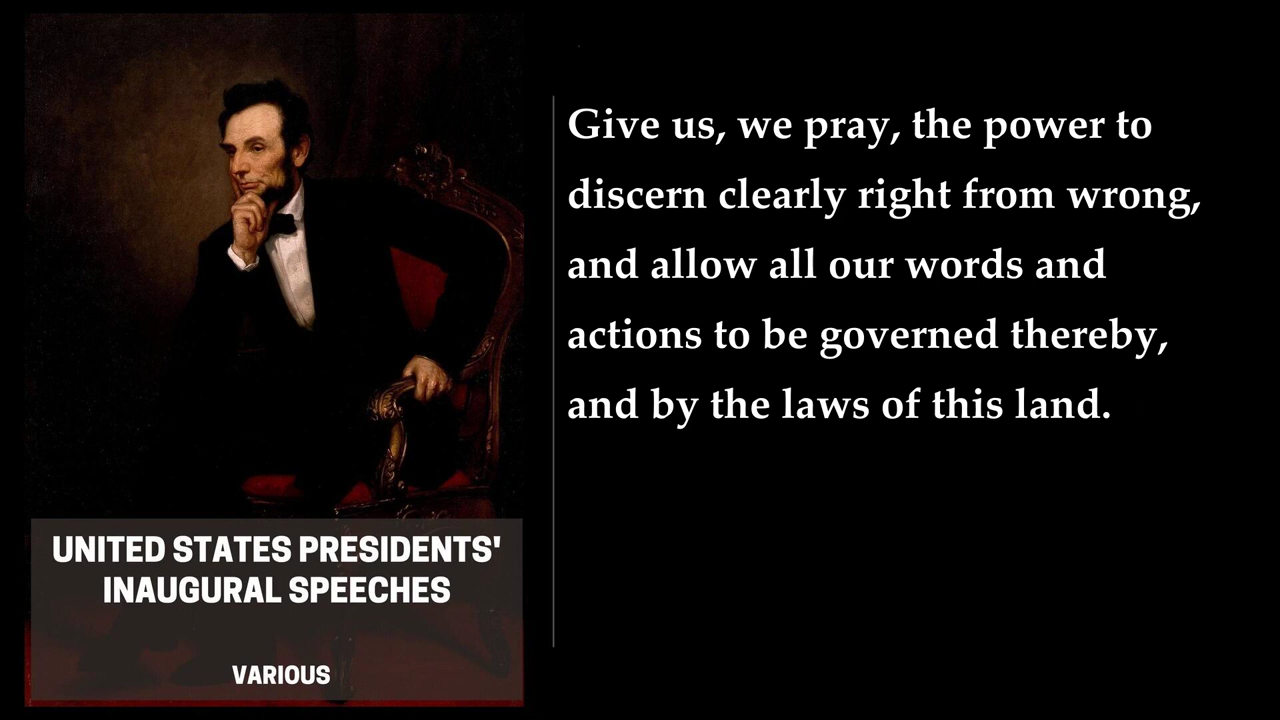 Give us, we pray, the power to
discern clearly right from wrong,
and allow all our words and
actions to be governed thereby,
and by the laws of this land.
UNITED STATES PRESIDENTS'
INAUGURAL SPEECHES
VARIOUS